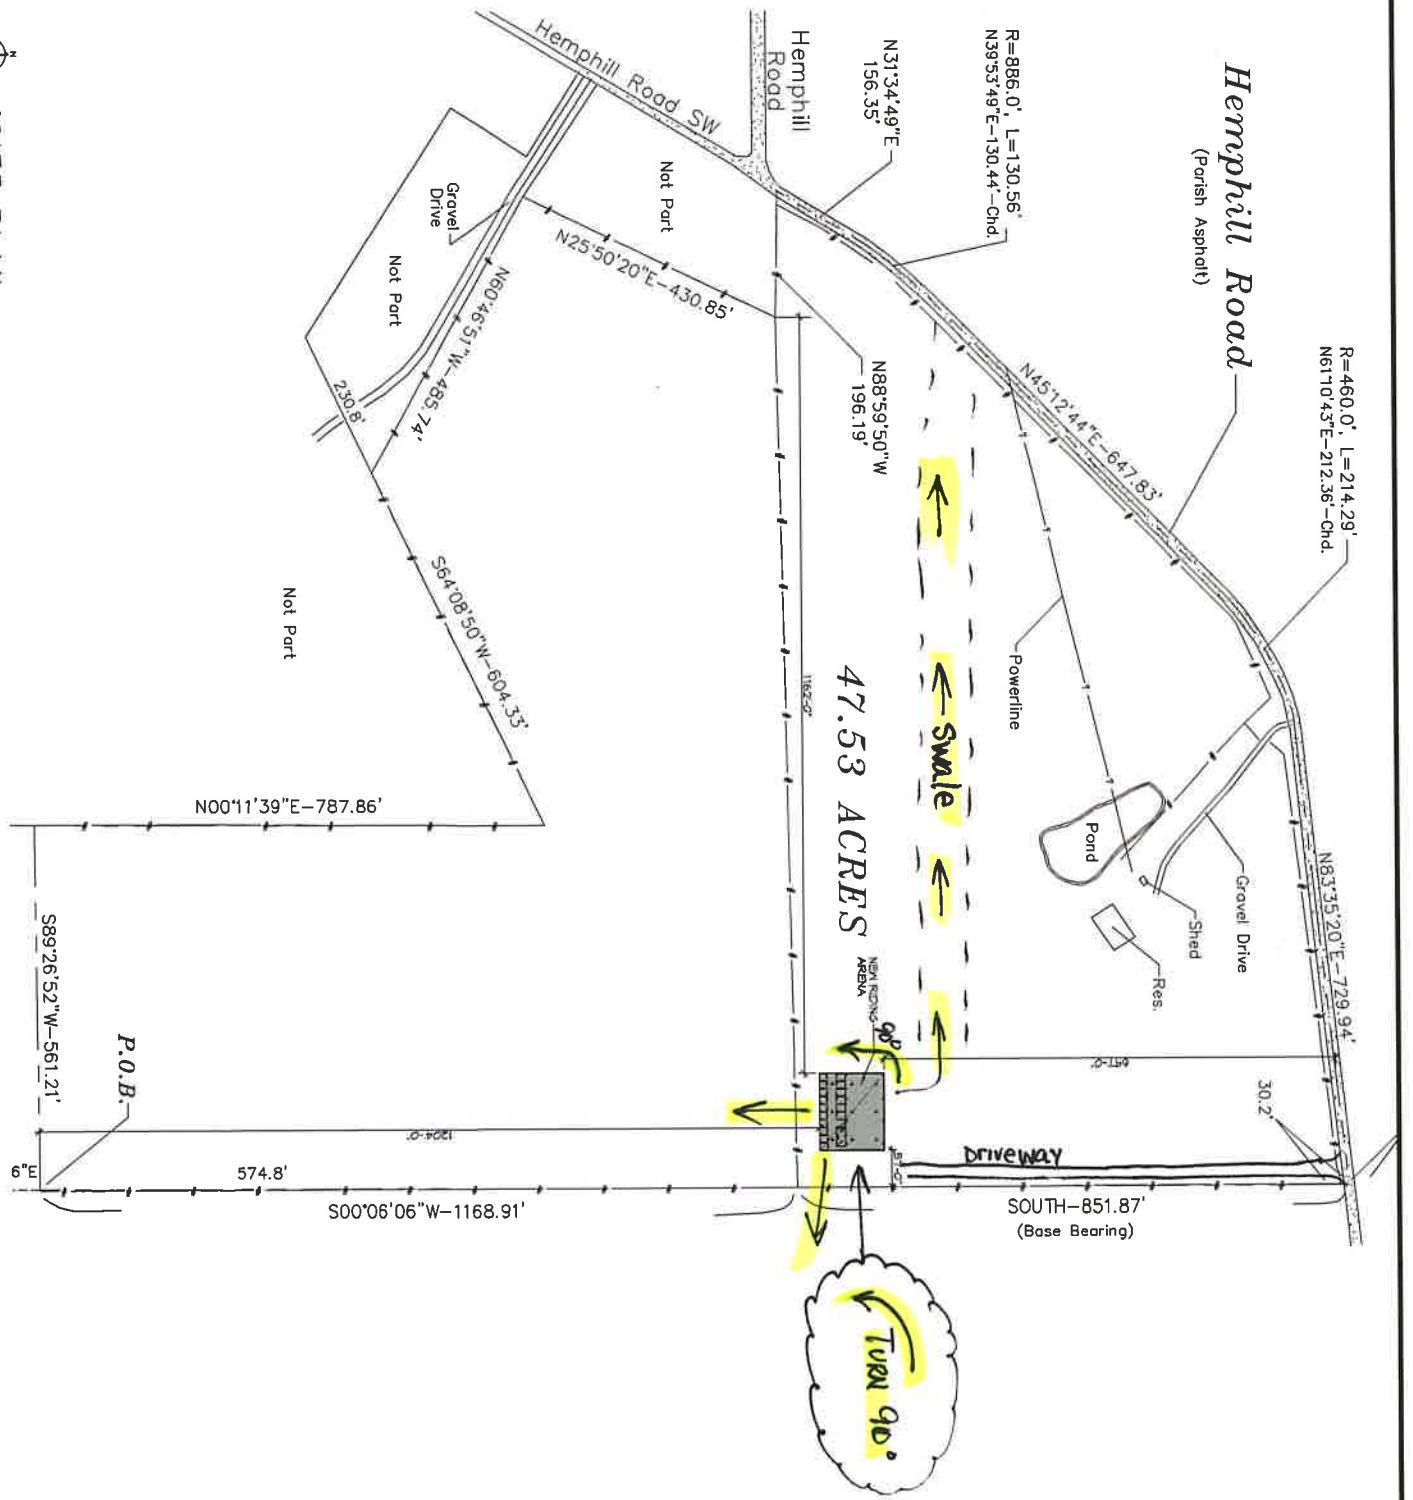 Hemphill Road
(Parish Asphalt)
R=460.0', L=214.29'
N61°10'43"E-212.36'-Chd.
R=886.0', L=130.56'
N39°53'49"E-130.44'-Chd.
N31°34'49"E
156.35'
Hemphill
Road
Hemphill Road SW
Not Part
N25°50'20"E-430.85'
Gravel
Drive
Not Part
N60°46'51"W-485.74'
230.8'
N88°59'50"W
196.19'
N45°12'44"E-647.83'
Powerline
Pond
Gravel Drive
Shed
Res.
N83°35'20"E-729.94'
30.2'
Swale
47.53 ACRES
1162'-0"
NEW RIDING
ARENA
90°
697'-0"
Driveway
SOUTH-851.87'
(Base Bearing)
TURN 90°
S64°08'50"W-604.33'
Not Part
N00°11'39"E-787.86'
S89°26'52"W-561.21'
P.O.B.
1204'-0"
574.8'
6"E
S00°06'06"W-1168.91'
N